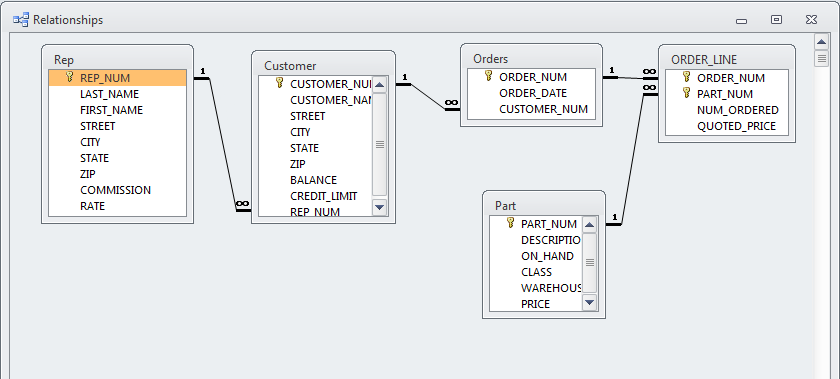 Relationships
Rep
REP_NUM
LAST_NAME
FIRST_NAME
STREET
CITY
STATE
ZIP
COMMISSION
RATE
1
∞
Customer
CUSTOMER_NU
CUSTOMER_NA
STREET
CITY
STATE
ZIP
BALANCE
CREDIT_LIMIT
REP_NUM
1
∞
Orders
ORDER_NUM
ORDER_DATE
CUSTOMER_NUM
1
∞
ORDER_LINE
ORDER_NUM
PART_NUM
NUM_ORDERED
QUOTED_PRICE
∞
Part
PART_NUM
DESCRIPTIO
ON_HAND
CLASS
WAREHOUS
PRICE
1